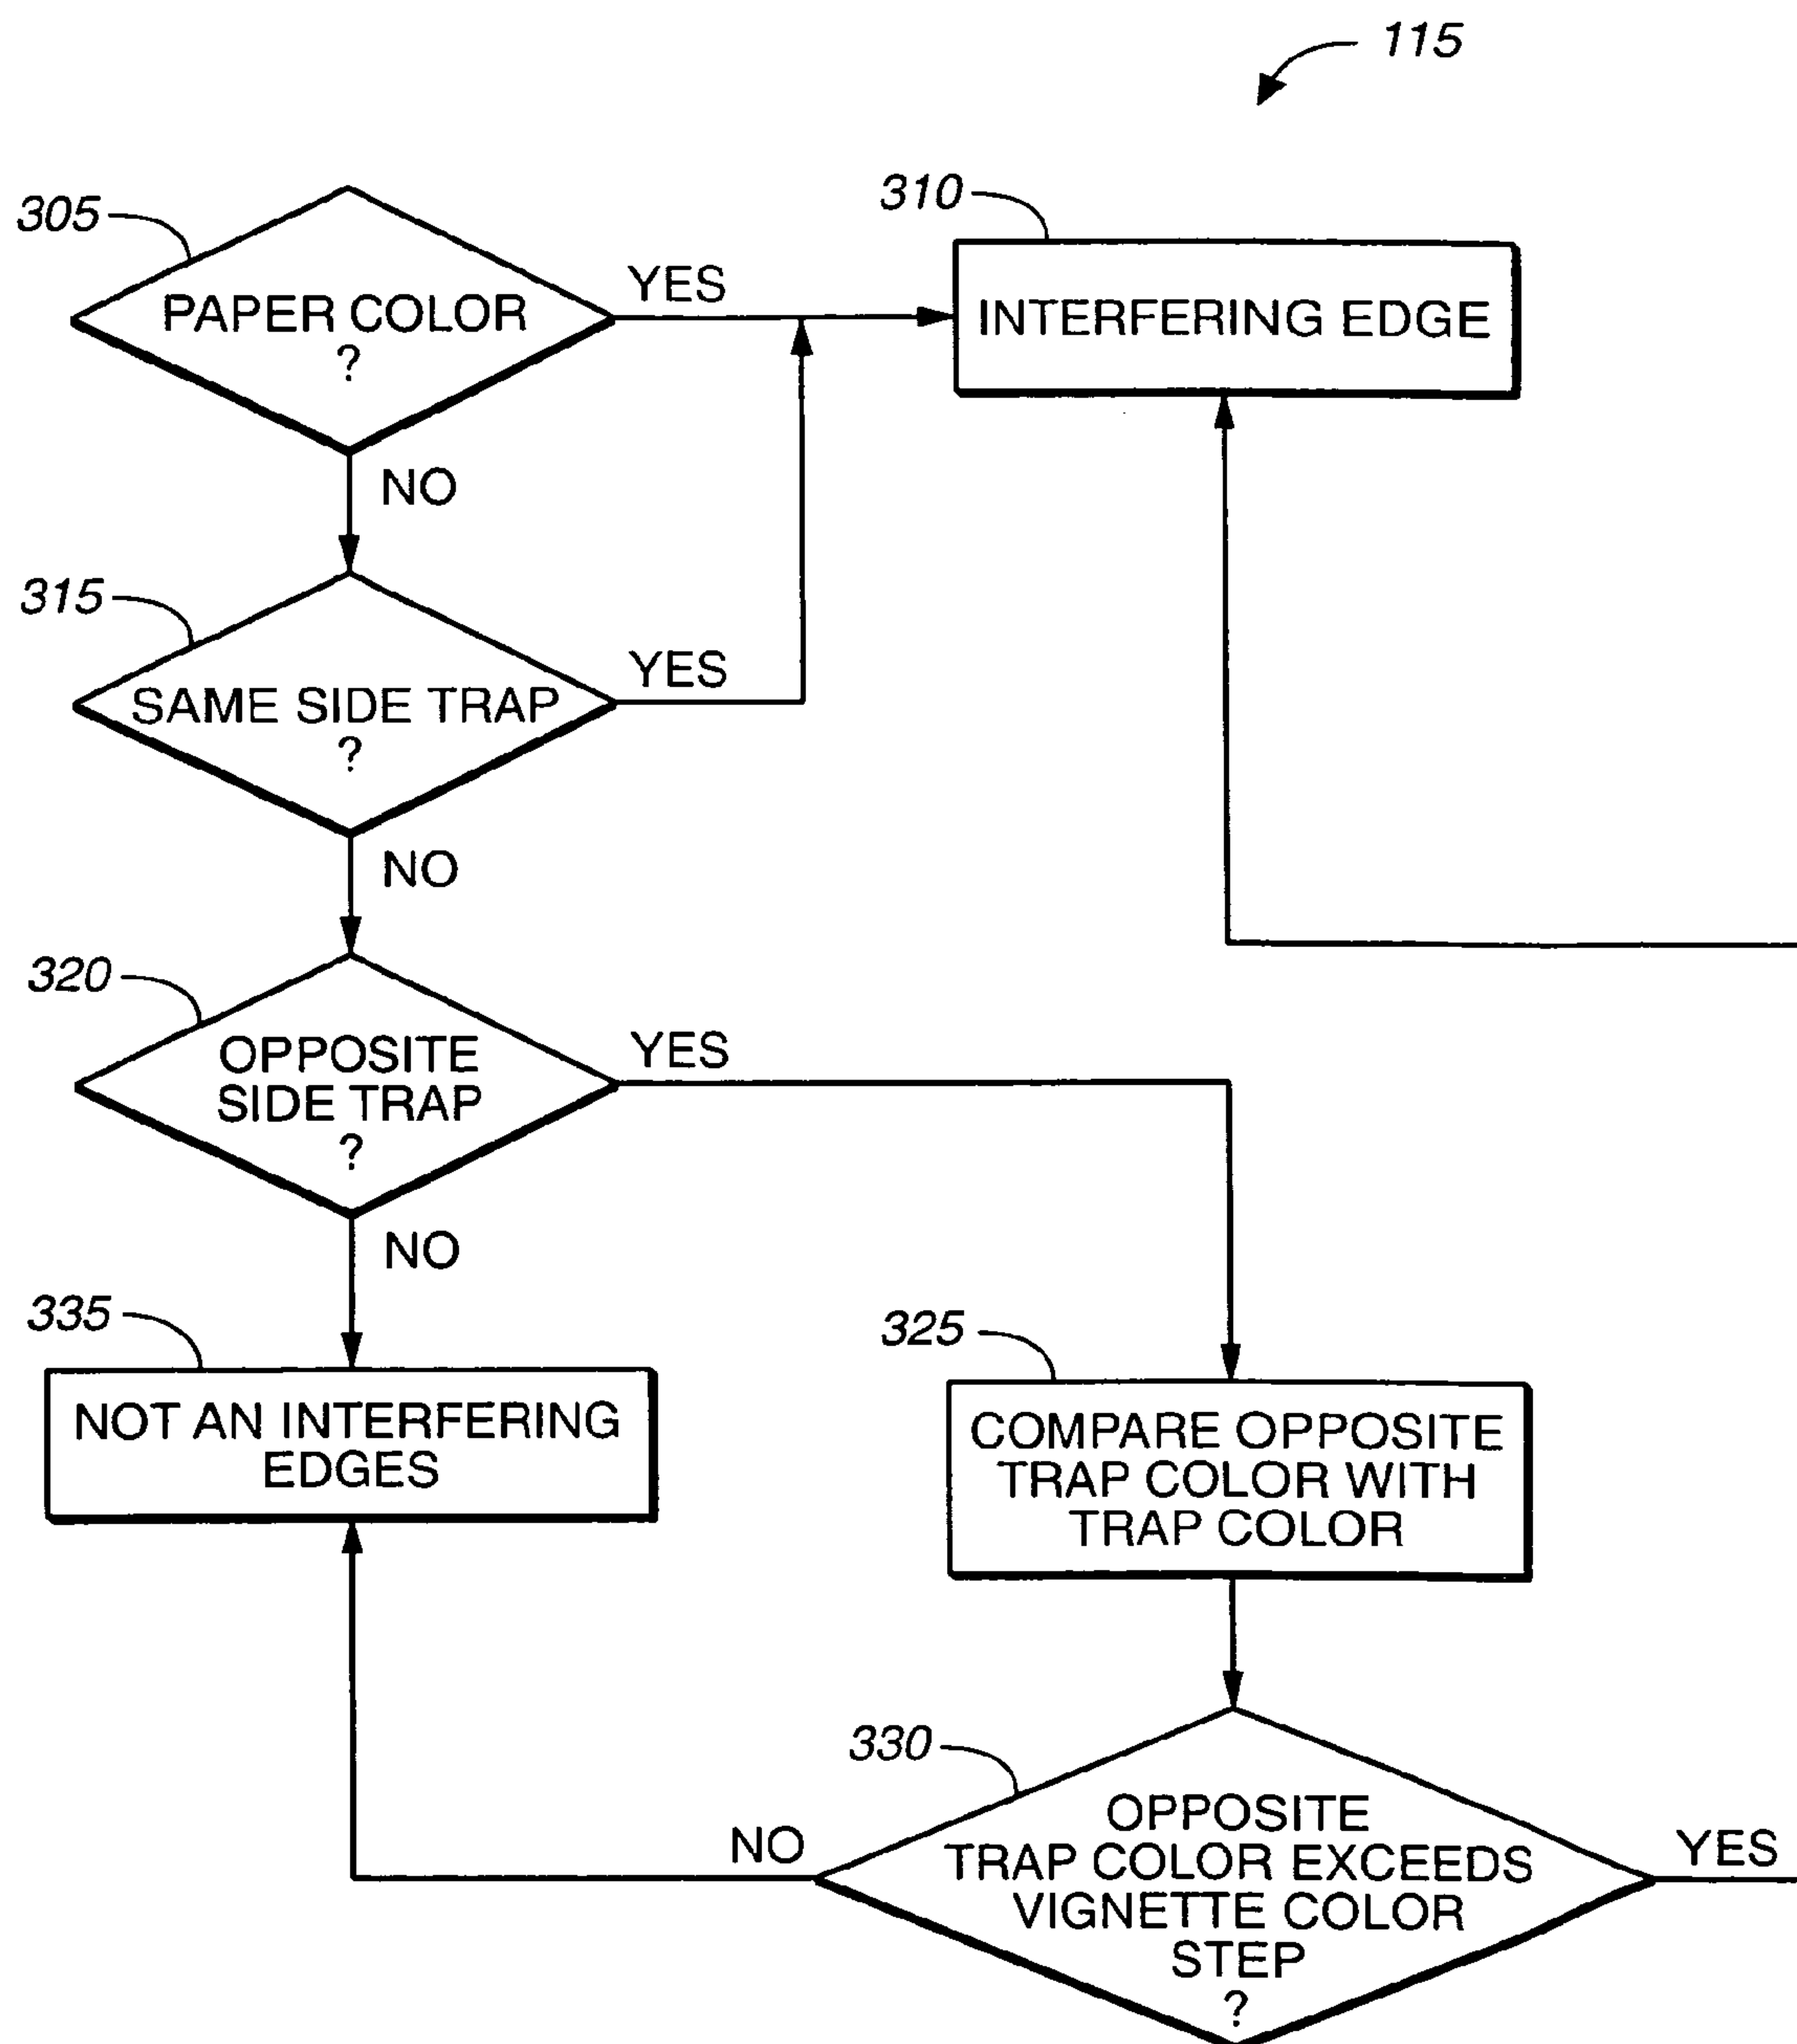 115
305
PAPER COLOR
?
YES
310
INTERFERING EDGE
NO
315
SAME SIDE TRAP
?
YES
NO
320
OPPOSITE
SIDE TRAP
?
YES
NO
335
NOT AN INTERFERING
EDGES
325
COMPARE OPPOSITE
TRAP COLOR WITH
TRAP COLOR
330
OPPOSITE
TRAP COLOR EXCEEDS
VIGNETTE COLOR
STEP
?
NO
YES